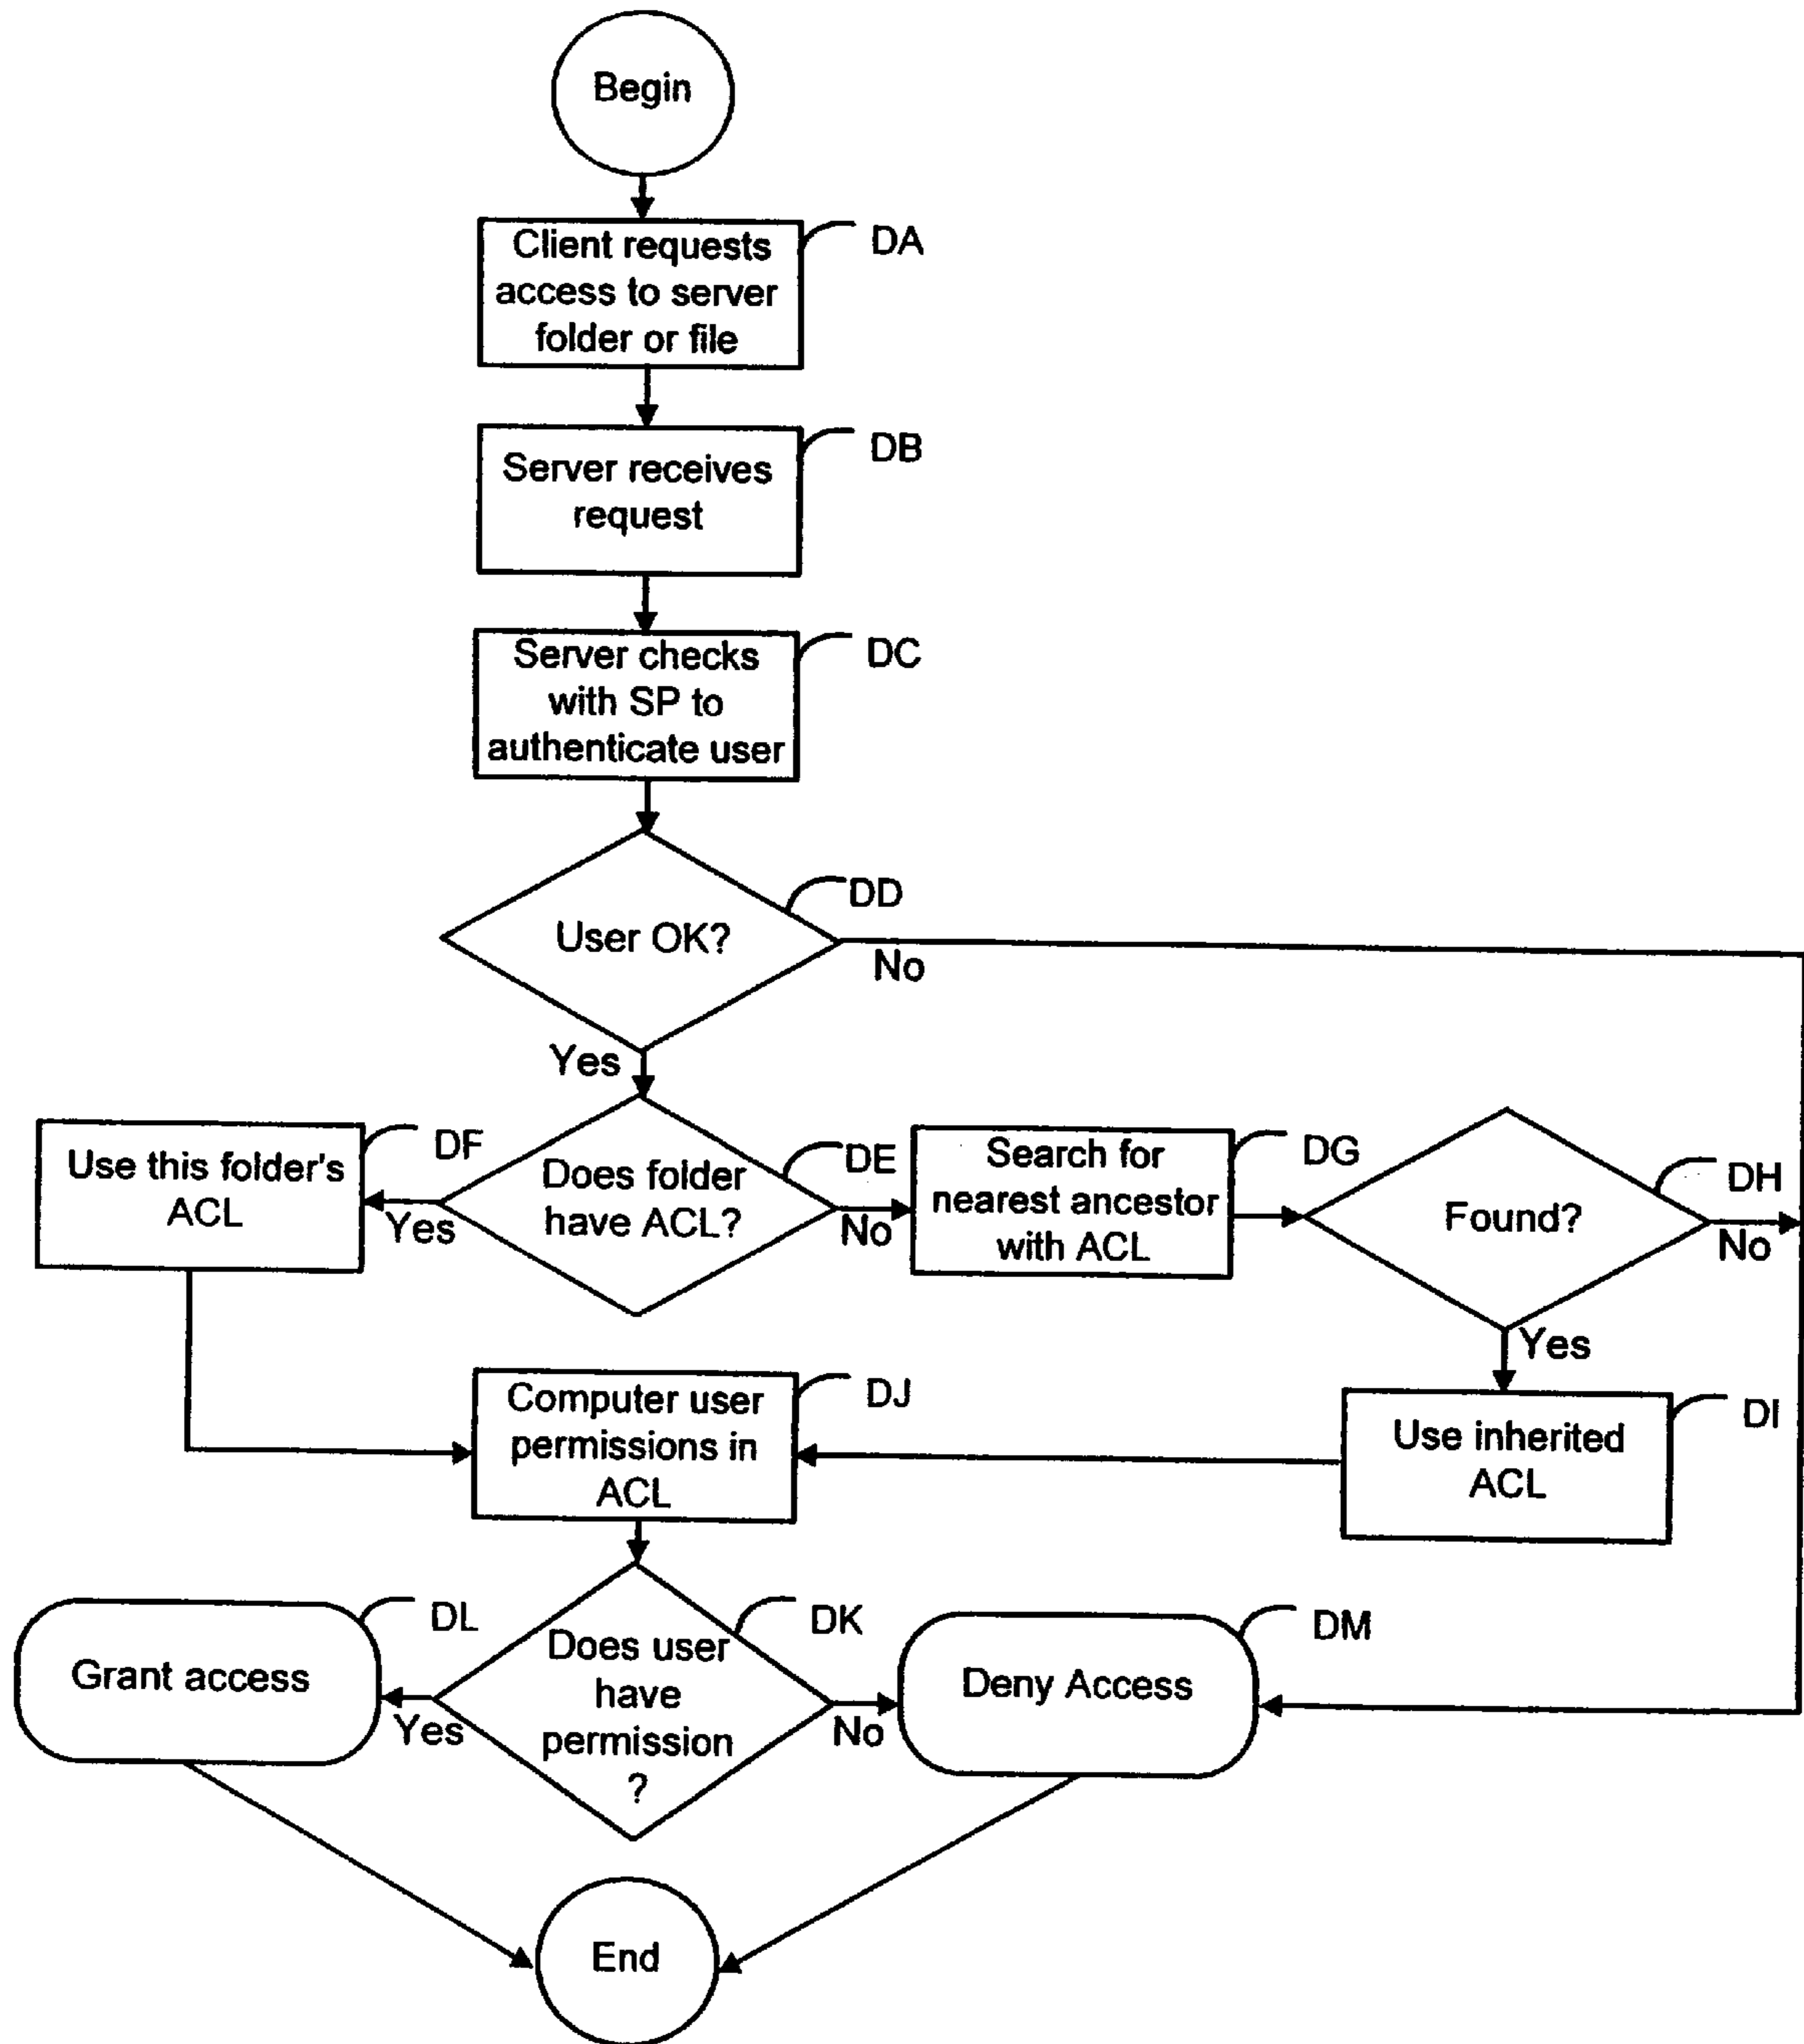 Begin
Client requests
access to server
folder or file
DA
Server receives
request
DB
Server checks
with SP to
authenticate user
DC
User OK?
DD
No
Yes
Use this folder's
ACL
DF
Yes
Does folder
have ACL?
DE
No
Search for
nearest ancestor
with ACL
DG
Found?
DH
No
Yes
Computer user
permissions in
ACL
DJ
Use inherited
ACL
DI
Grant access
DL
Yes
Does user
have
permission
?
DK
No
Deny Access
DM
End